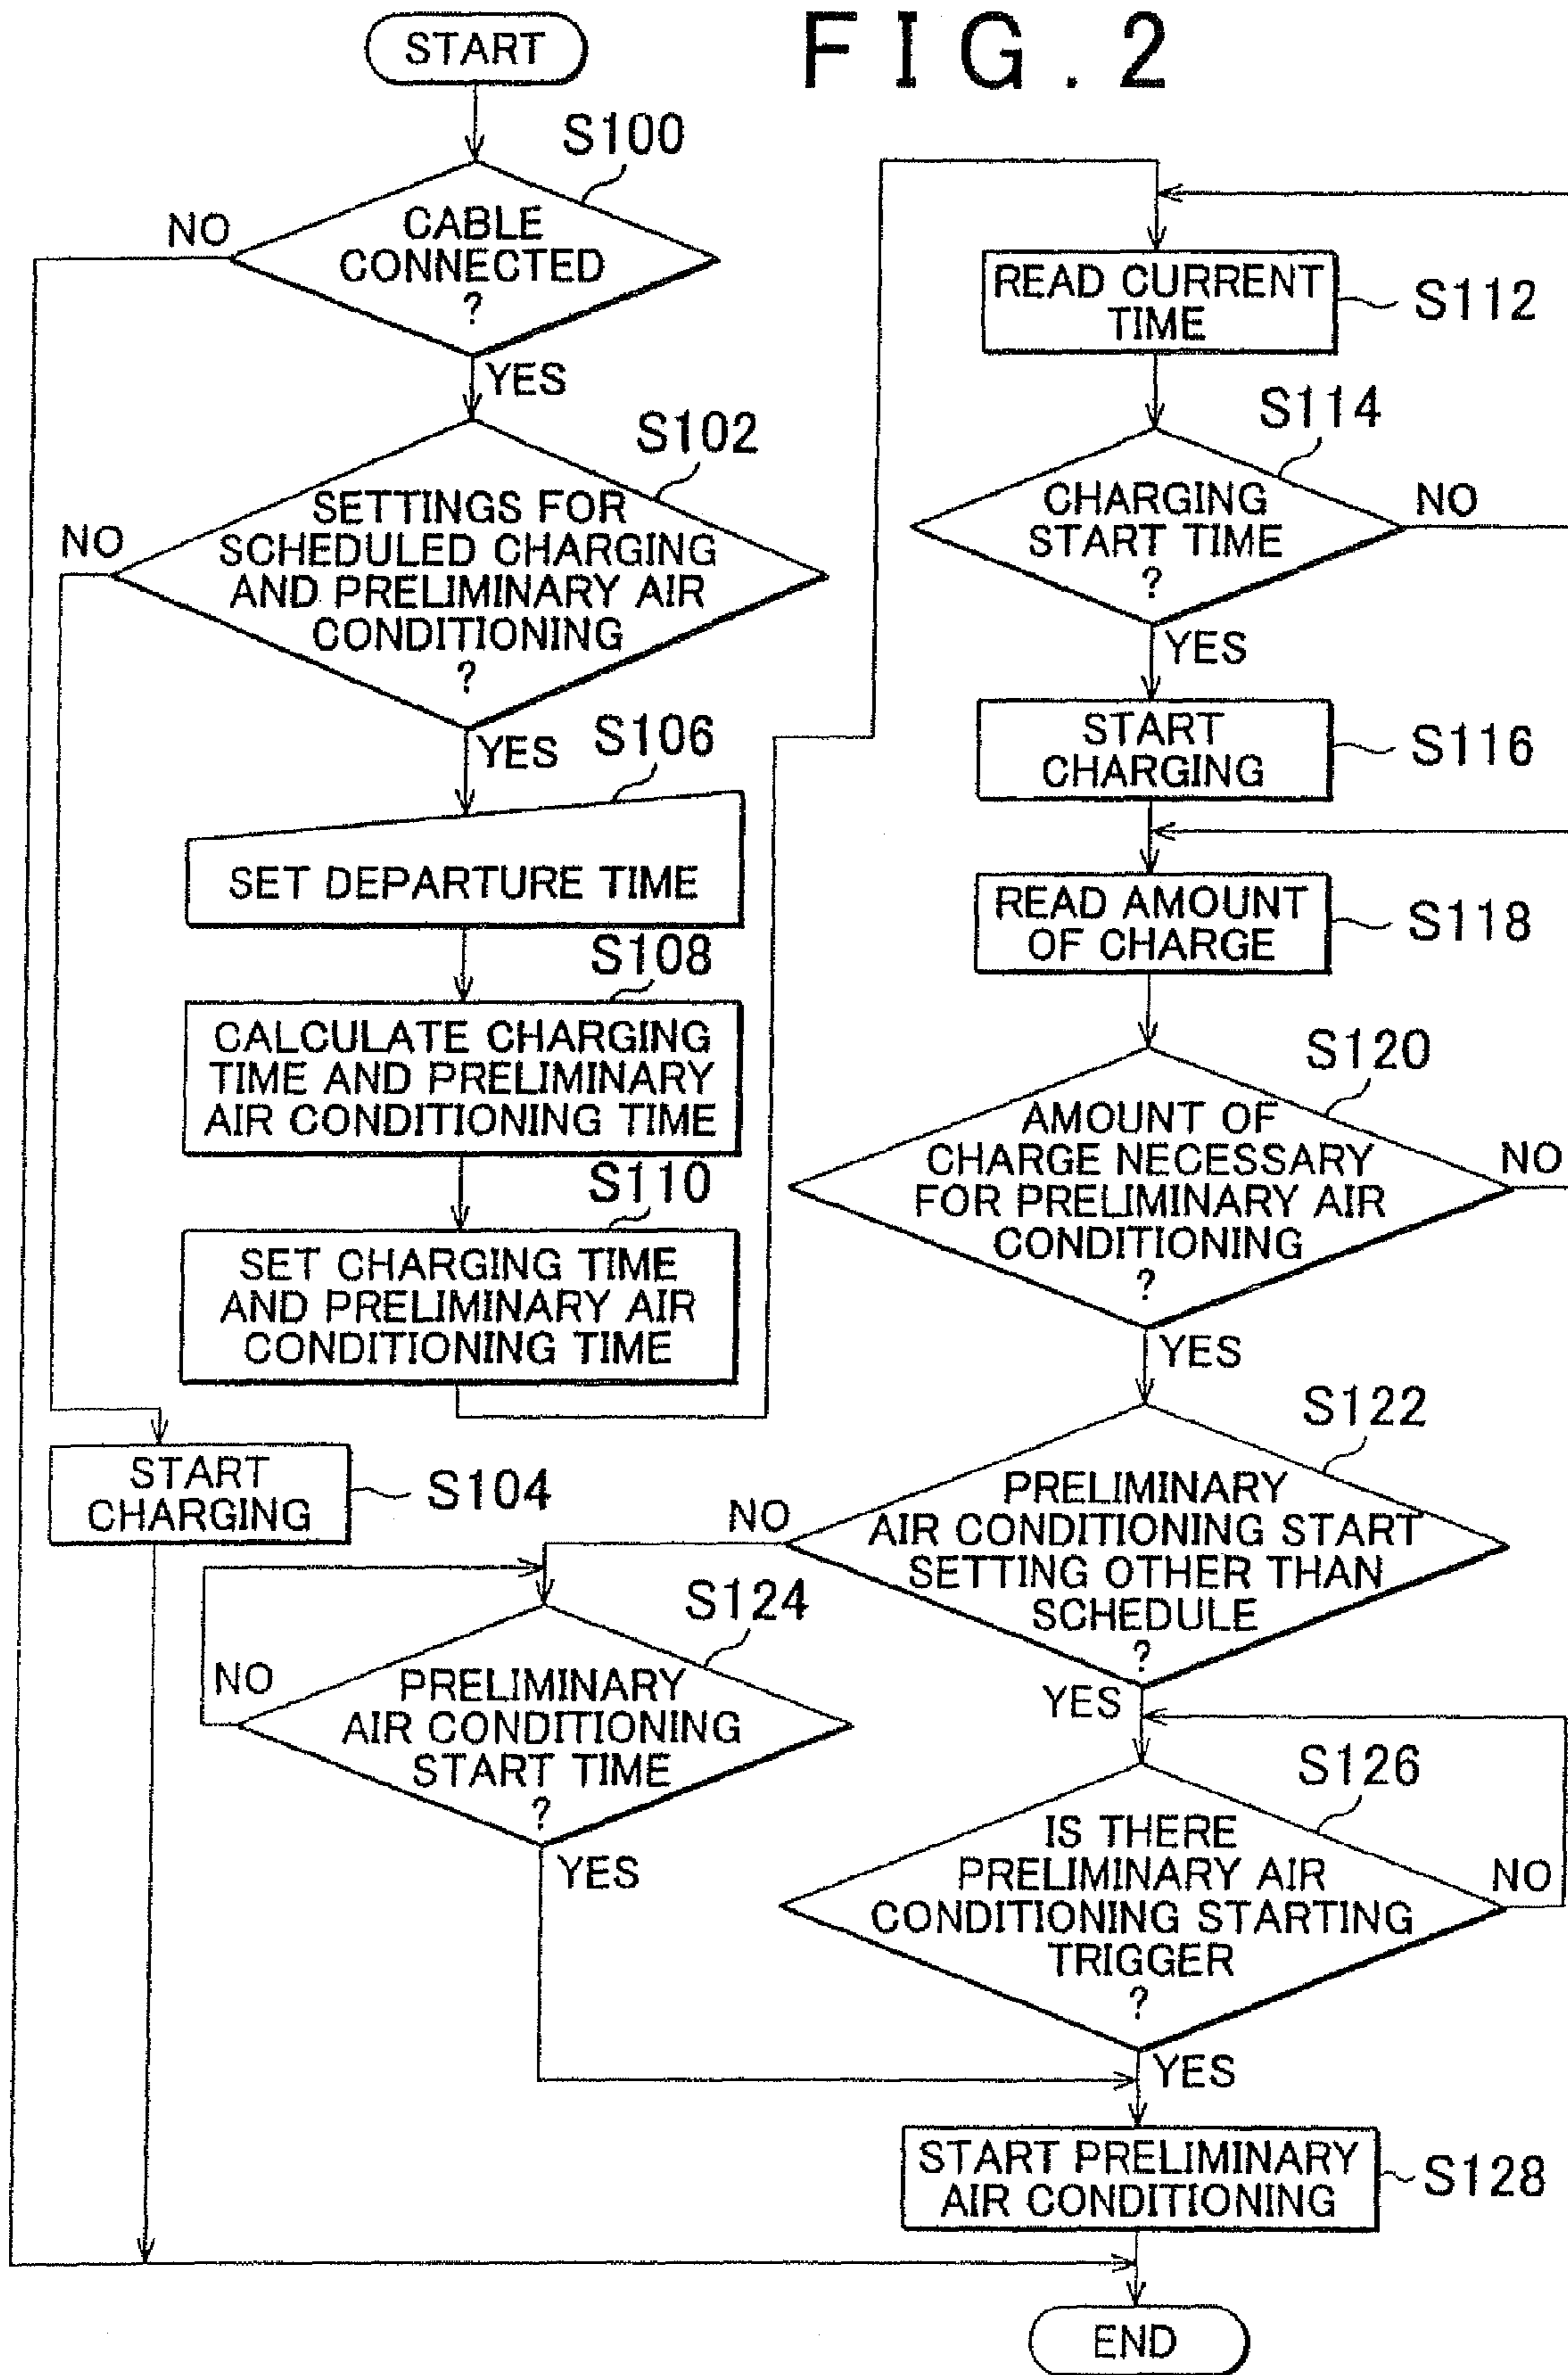 FIG.2
START
S100
NO
CABLE
CONNECTED
?
YES
S102
NO
SETTINGS FOR
SCHEDULED CHARGING
AND PRELIMINARY AIR
CONDITIONING
?
YES
S106
SET DEPARTURE TIME
S108
CALCULATE CHARGING
TIME AND PRELIMINARY
AIR CONDITIONING TIME
S110
SET CHARGING TIME
AND PRELIMINARY AIR
CONDITIONING TIME
START
CHARGING
S104
READ CURRENT
TIME
S112
S114
CHARGING
START TIME
?
NO
YES
START
CHARGING
S116
READ AMOUNT
OF CHARGE
S118
S120
AMOUNT OF
CHARGE NECESSARY
FOR PRELIMINARY AIR
CONDITIONING
?
NO
YES
S122
NO
PRELIMINARY
AIR CONDITIONING START
SETTING OTHER THAN
SCHEDULE
?
YES
S124
NO
PRELIMINARY
AIR CONDITIONING
START TIME
?
YES
S126
IS THERE
PRELIMINARY AIR
CONDITIONING STARTING
TRIGGER
?
NO
YES
START PRELIMINARY
AIR CONDITIONING
S128
END